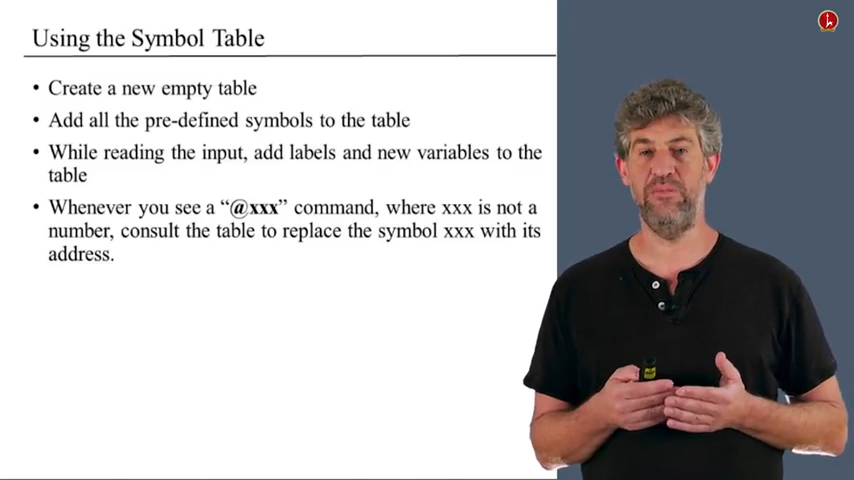 Using the Symbol Table
• Create a new empty table
• Add all the pre-defined symbols to the table
• While reading the input, add labels and new variables to the
table
• Whenever you see a “@xxx” command, where xxx is not a
number, consult the table to replace the symbol xxx with its
address.